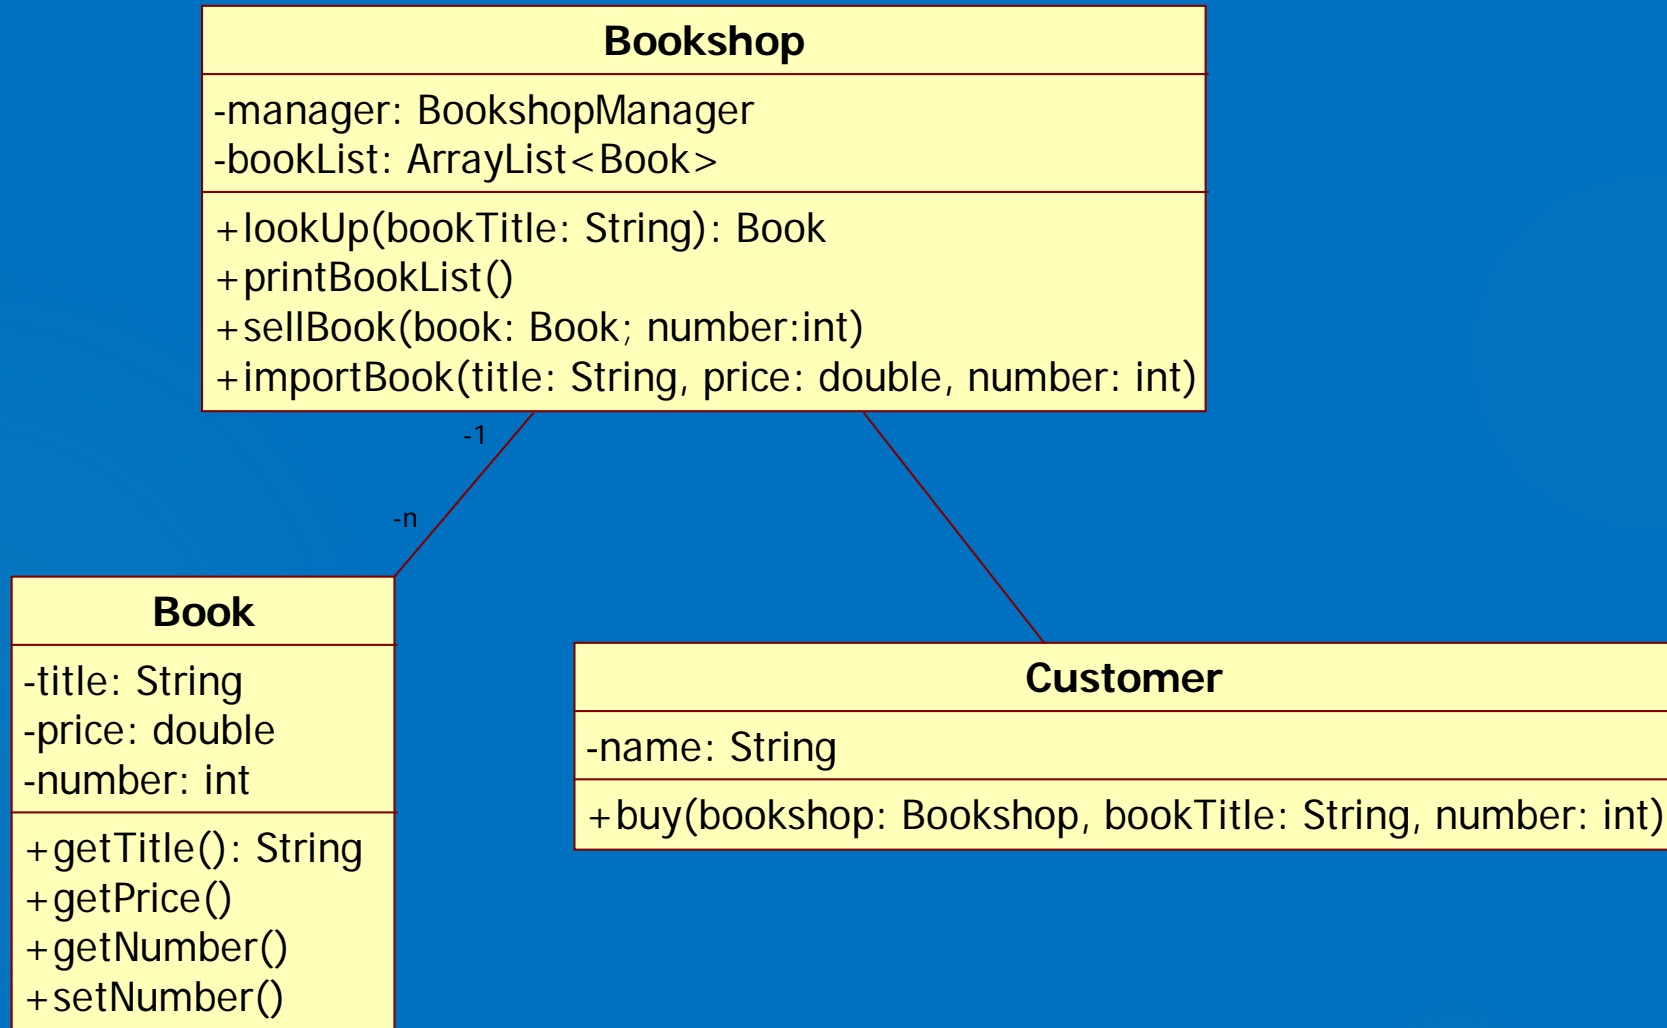 Bookshop
-manager: BookshopManager
-bookList: ArrayList<Book>
+lookUp(bookTitle: String): Book
+printBookList()
+sellBook(book: Book; number:int)
+importBook(title: String, price: double, number: int)
-1
-n
Book
-title: String
-price: double
-number: int
+getTitle(): String
+getPrice()
+getNumber()
+setNumber()
Customer
-name: String
+buy(bookshop: Bookshop, bookTitle: String, number: int)